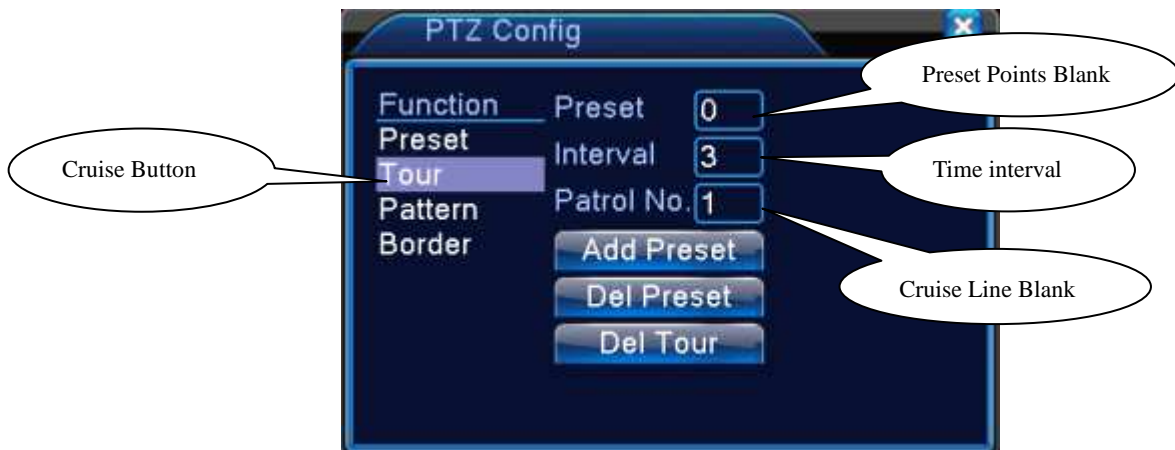 PTZ Config
Preset Points Blank
Function
Preset 0
Preset
Interval 3
Time interval
Cruise Button
Tour
Patrol No. 1
Pattern
Border
Add Preset
Cruise Line Blank
Del Preset
Del Tour